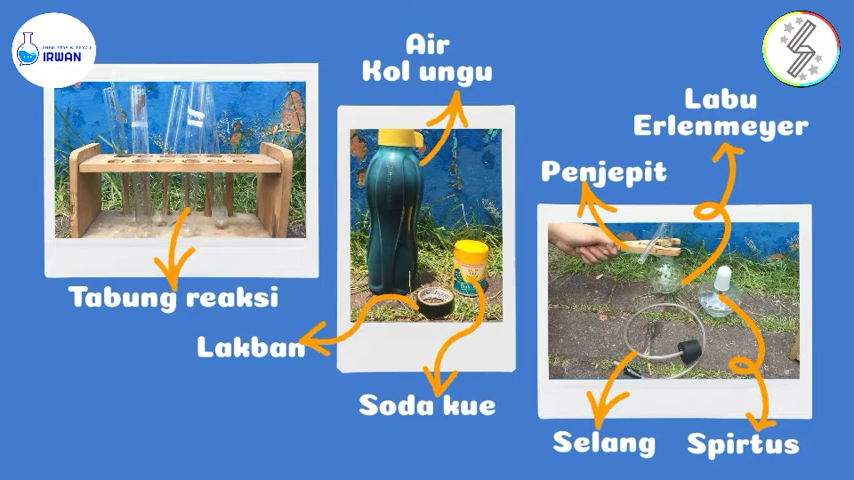 IRWAN
Air
Kol ungu
Labu
Erlenmeyer
Penjepit
Tabung reaksi
Lakban
Soda kue
Selang
Spirtus